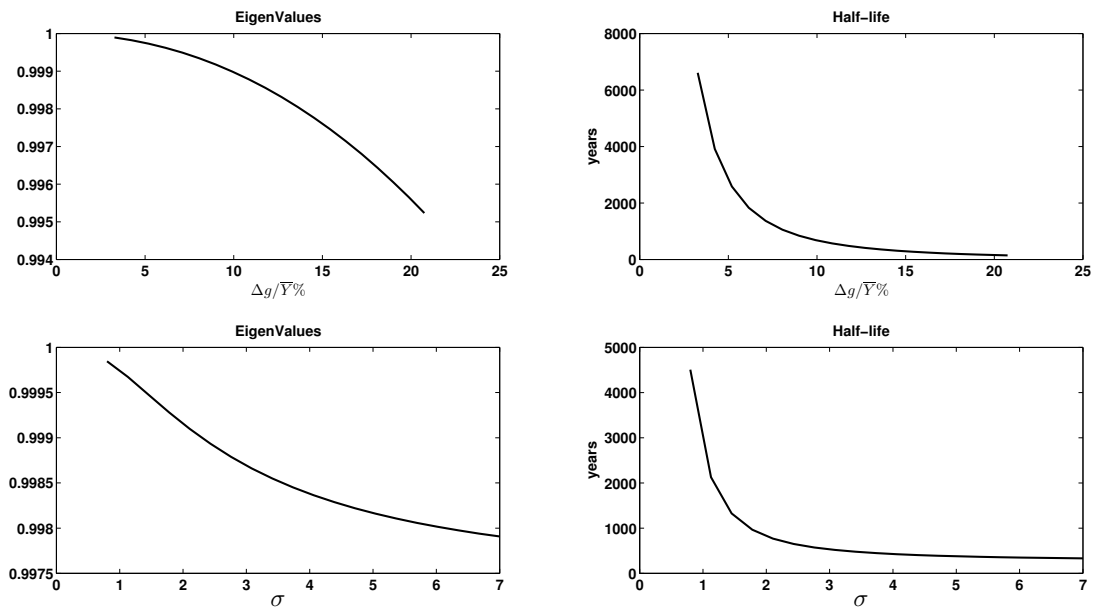 EigenValues
1
0.999
0.998
0.997
0.996
0.995
0.994
0 5 10 15 20 25
Δg/Y̅%
Half−life
years
8000
6000
4000
2000
0
0 5 10 15 20 25
Δg/Y̅%
EigenValues
1
0.9995
0.999
0.9985
0.998
0.9975
0 1 2 3 4 5 6 7
σ
Half−life
years
5000
4000
3000
2000
1000
0
0 1 2 3 4 5 6 7
σ